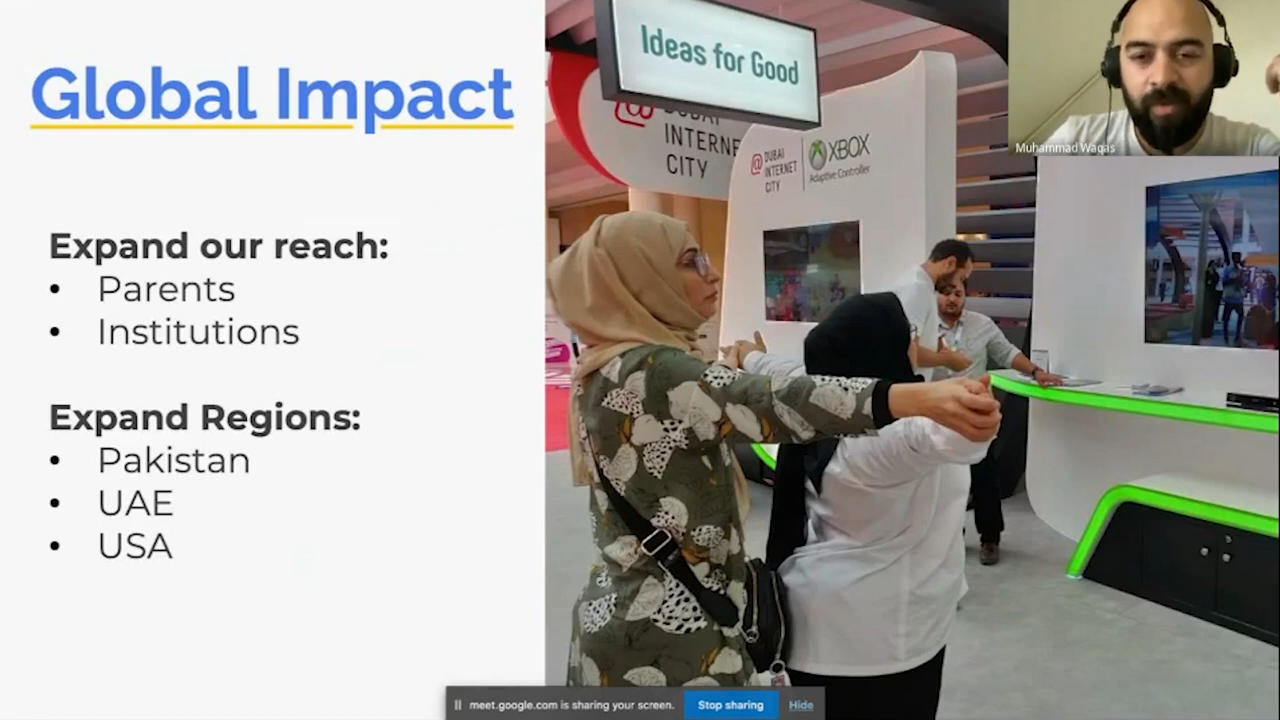 Global Impact
Expand our reach:
• Parents
• Institutions
Expand Regions:
• Pakistan
• UAE
• USA
Ideas for Good
@ DUBAI
INTERNE
CITY
@ DUBAI
INTERNET
CITY
XBOX
Adaptive Controller
Muhammad Waqas
meet.google.com is sharing your screen.
Stop sharing
Hide